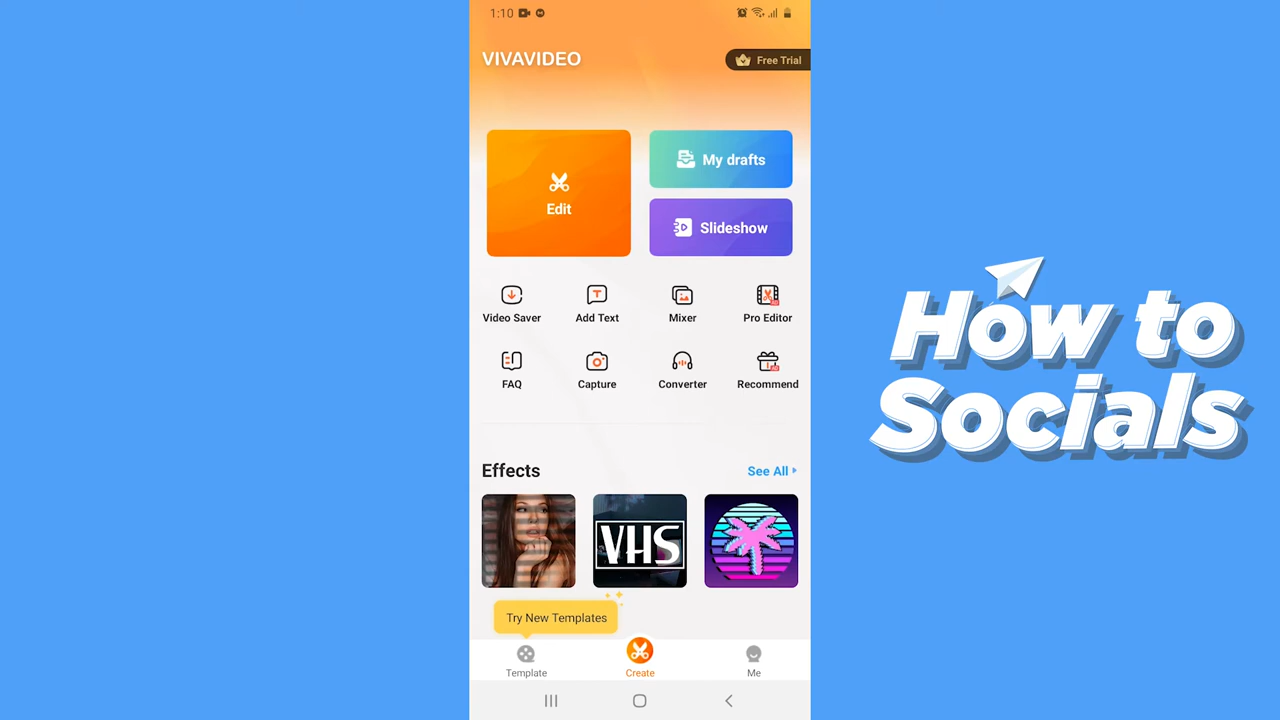 1:10
VIVAVIDEO
Free Trial
Edit
My drafts
Slideshow
Video Saver
Add Text
Mixer
Pro Editor
FAQ
Capture
Converter
Recommend
Effects
See All
VHS
Try New Templates
Template
Create
Me
How to
Socials